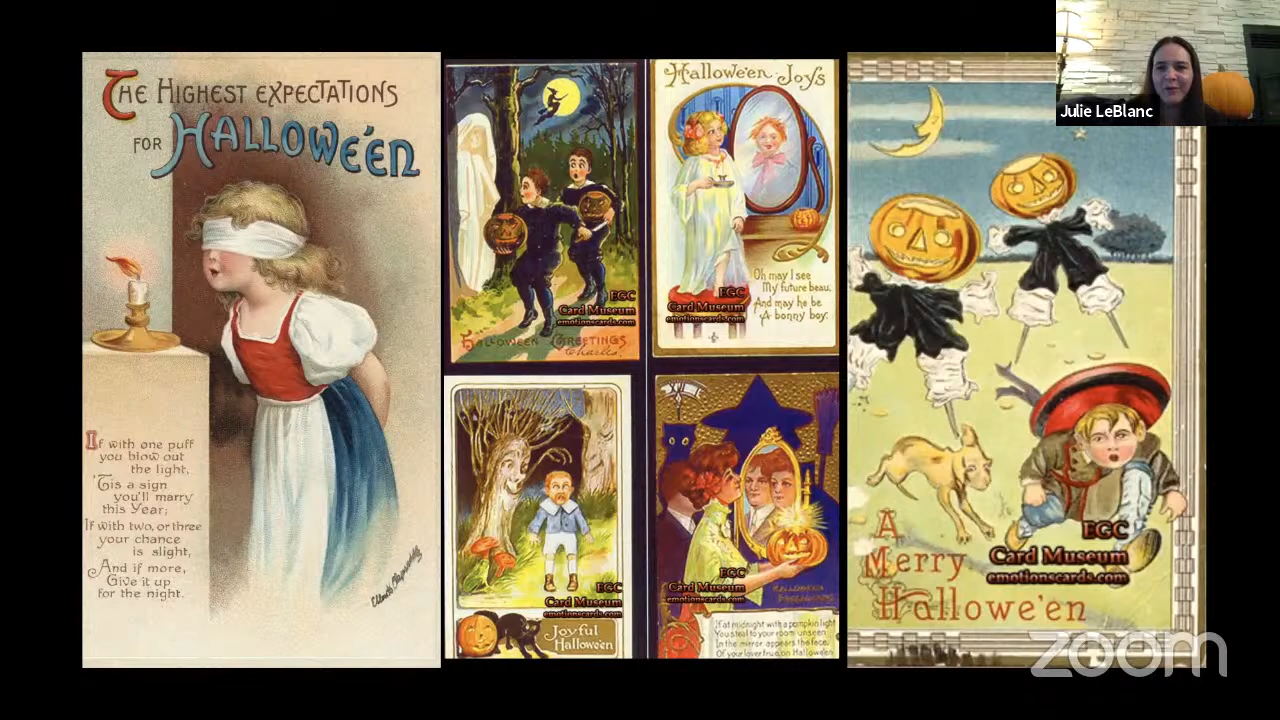 THE HIGHEST EXPECTATIONS
FOR HALLOWE'EN
If with one puff
you blow out
the light,
'Tis a sign
you'll marry
this Year;
If with two, or three
your chance
is slight,
And if more,
Give it up
for the night.
EGC
Card Museum
emotionscards.com
HALLOWEEN GREETINGS
Charlie
Hallowe'en Joys
Oh may I see
My future beau,
And may he be
A bonny boy.
EGC
Card Museum
emotionscards.com
EGC
Card Museum
emotionscards.com
Joyful
Hallowe'en
XII
EGC
Card Museum
emotionscards.com
If at midnight with a pumpkin light
You steal to your room unseen
In the mirror appears the face
Of your lover true on Hallowe'en
A
Merry
Hallowe'en
EGC
Card Museum
emotionscards.com
Julie LeBlanc
zoom